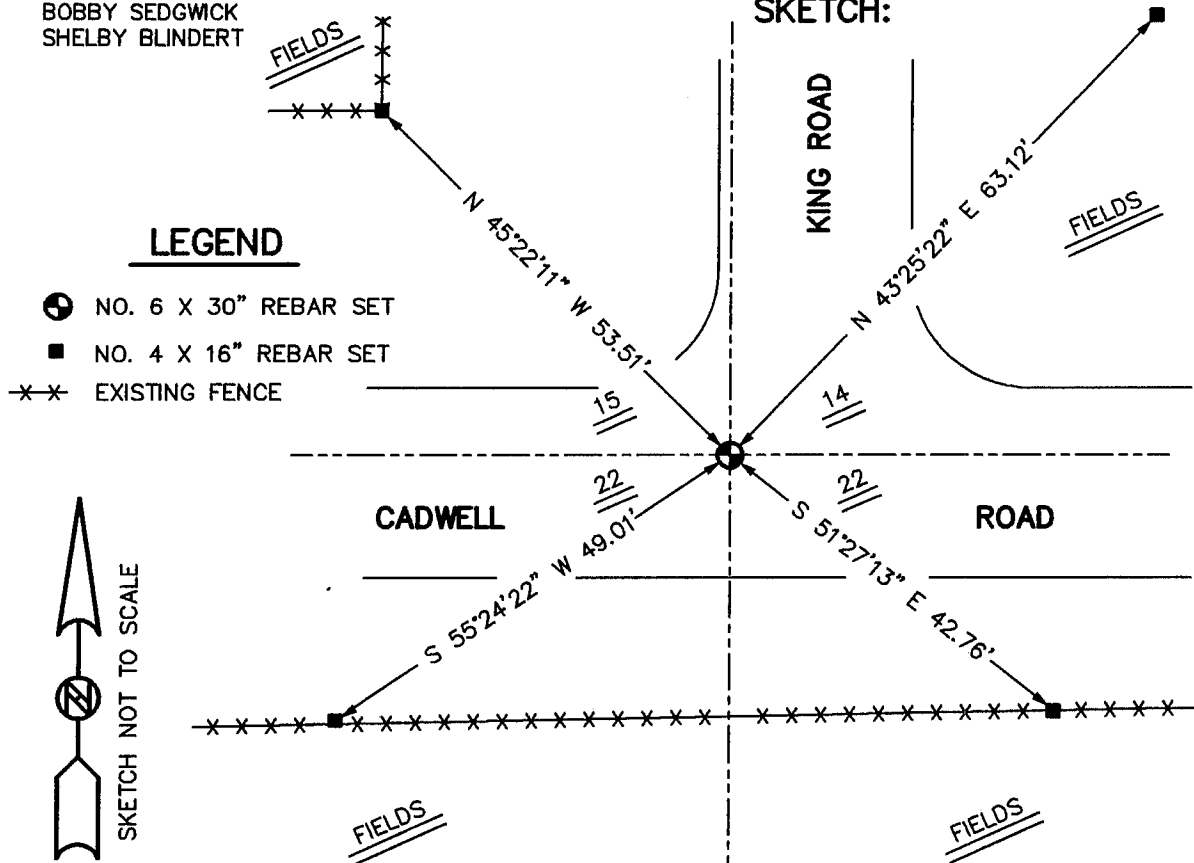 BOBBY SEDGWICK
SHELBY BLINDERT
SKETCH:
FIELDS
KING ROAD
N 45°22'11" W 53.51'
N 43°25'22" E 63.12'
FIELDS
LEGEND
NO. 6 X 30" REBAR SET
NO. 4 X 16" REBAR SET
EXISTING FENCE
15
14
22
22
CADWELL ROAD
S 55°24'22" W 49.01'
S 51°27'13" E 42.76'
N
SKETCH NOT TO SCALE
FIELDS
FIELDS